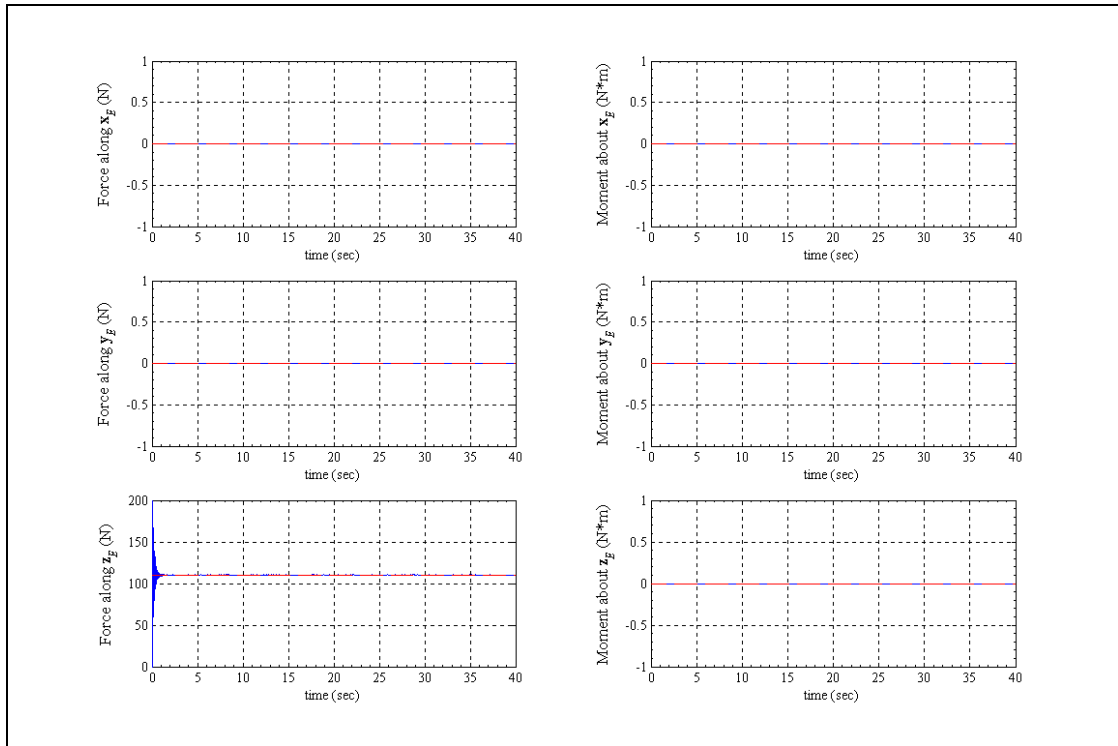 Force along x_E (N)
1
0.5
0
-0.5
-1
0 5 10 15 20 25 30 35 40
time (sec)
Moment about x_E (N*m)
1
0.5
0
-0.5
-1
0 5 10 15 20 25 30 35 40
time (sec)
Force along y_E (N)
1
0.5
0
-0.5
-1
0 5 10 15 20 25 30 35 40
time (sec)
Moment about y_E (N*m)
1
0.5
0
-0.5
-1
0 5 10 15 20 25 30 35 40
time (sec)
Force along z_E (N)
200
150
100
50
0
0 5 10 15 20 25 30 35 40
time (sec)
Moment about z_E (N*m)
1
0.5
0
-0.5
-1
0 5 10 15 20 25 30 35 40
time (sec)